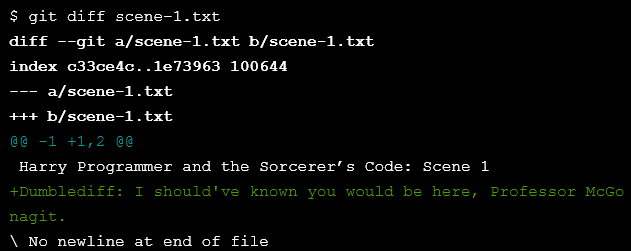 $ git diff scene-1.txt
diff --git a/scene-1.txt b/scene-1.txt
index c33ce4c..1e73963 100644
--- a/scene-1.txt
+++ b/scene-1.txt
@@ -1 +1,2 @@
 Harry Programmer and the Sorcerer’s Code: Scene 1
+Dumblediff: I should've known you would be here, Professor McGo
nagit.
\ No newline at end of file